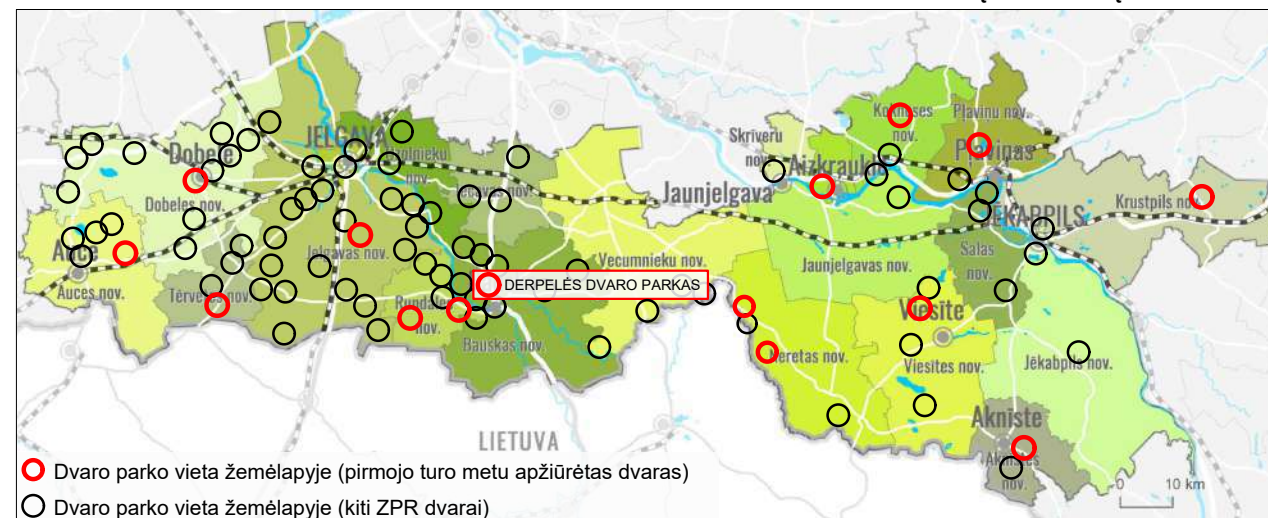 JELGAVA
Ozolnieku nov.
Dobele
Dobeles nov.
Iecavas nov.
Jelgavas nov.
Auce
Auces nov.
Tērvetes nov.
Rundāles nov.
Bauskas nov.
Vecumnieku nov.
DERPELĖS DVARO PARKAS
Skrīveru nov.
Kokneses nov.
Pļaviņu nov.
Aizkraukle
Pļaviņas
Jaunjelgava
JĒKABPILS
Krustpils nov.
Jaunjelgavas nov.
Salas nov.
Viesīte
Neretas nov.
Viesītes nov.
Jēkabpils nov.
Aknīste
Aknīstes nov.
LIETUVA
0 10 km
Dvaro parko vieta žemėlapyje (pirmojo turo metu apžiūrėtas dvaras)
Dvaro parko vieta žemėlapyje (kiti ZPR dvarai)